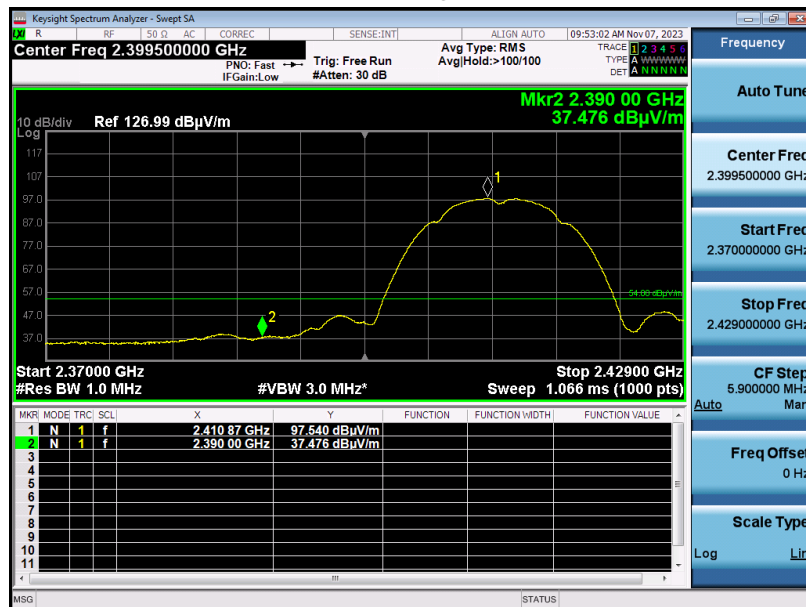 Keysight Spectrum Analyzer - Swept SA
LXI R RF 50 Ω AC CORREC SENSE:INT ALIGN AUTO 09:53:02 AM Nov 07, 2023
Center Freq 2.399500000 GHz
PNO: Fast
IFGain:Low
Trig: Free Run
#Atten: 30 dB
Avg Type: RMS
Avg|Hold:>100/100
TRACE 1 2 3 4 5 6
TYPE A WWWWW
DET A N N N N N
Mkr2 2.390 00 GHz
37.476 dBµV/m
10 dB/div Ref 126.99 dBµV/m
Log
117
107
97.0
87.0
77.0
67.0
57.0
47.0
37.0
1
2
54.00 dBµV/m
Start 2.37000 GHz Stop 2.42900 GHz
#Res BW 1.0 MHz #VBW 3.0 MHz* Sweep 1.066 ms (1000 pts)
MKR MODE TRC SCL X Y FUNCTION FUNCTION WIDTH FUNCTION VALUE
1 N 1 f 2.410 87 GHz 97.540 dBµV/m
2 N 1 f 2.390 00 GHz 37.476 dBµV/m
3
4
5
6
7
8
9
10
11
MSG STATUS
Frequency
Auto Tune
Center Freq
2.399500000 GHz
Start Freq
2.370000000 GHz
Stop Freq
2.429000000 GHz
CF Step
5.900000 MHz
Auto Man
Freq Offset
0 Hz
Scale Type
Log Lin